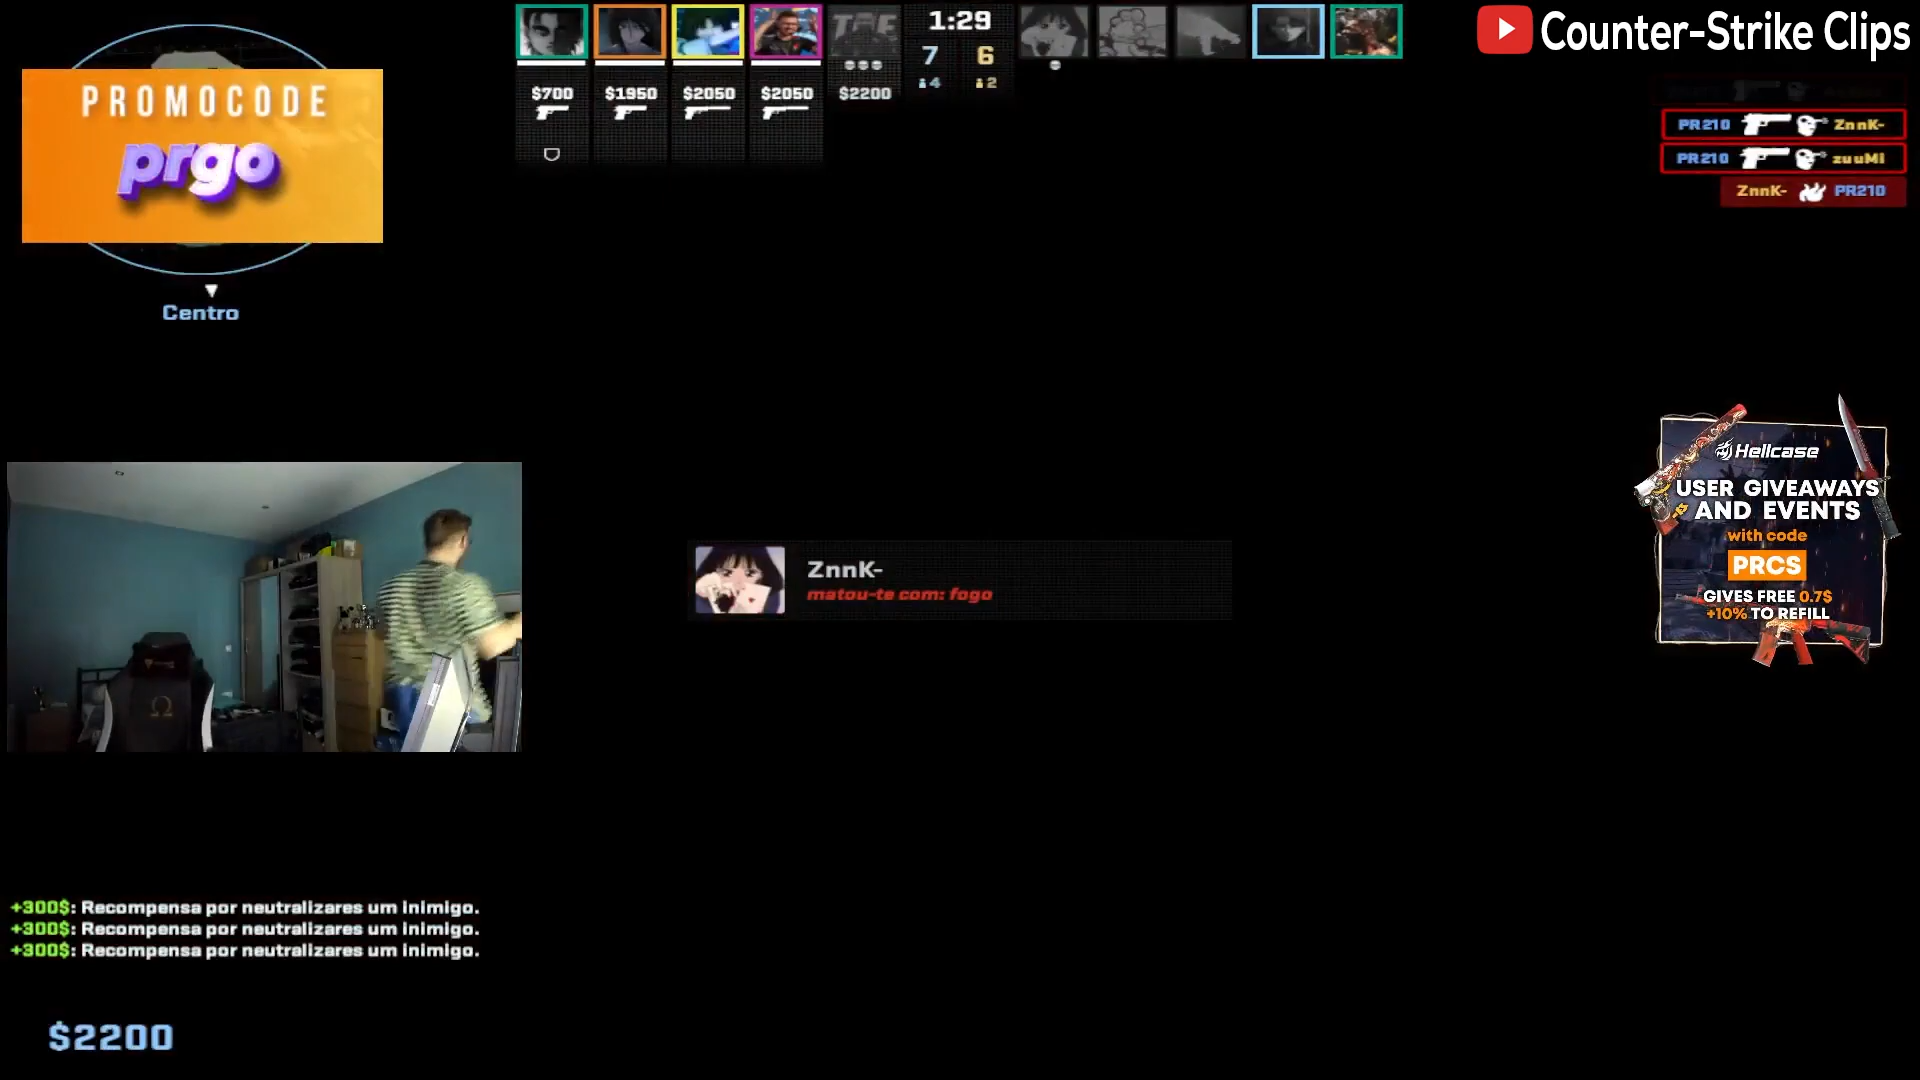 1:29
7 6
4 2
Counter-Strike Clips
PROMOCODE
prgo
$700
$1950
$2050
$2050
$2200
PR210 ZnnK-
PR210 zuuMi
ZnnK- PR210
Centro
Hellcase
USER GIVEAWAYS
AND EVENTS
with code
PRCS
GIVES FREE 0.7$
+10% TO REFILL
ZnnK-
matou-te com: fogo
+300$: Recompensa por neutralizares um inimigo.
+300$: Recompensa por neutralizares um inimigo.
+300$: Recompensa por neutralizares um inimigo.
$2200